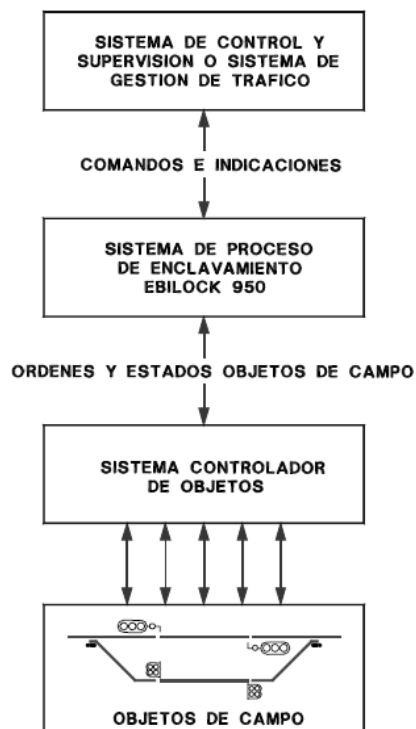 SISTEMA DE CONTROL Y
SUPERVISION O SISTEMA DE
GESTION DE TRAFICO
COMANDOS E INDICACIONES
SISTEMA DE PROCESO
DE ENCLAVAMIENTO
EBILOCK 950
ORDENES Y ESTADOS OBJETOS DE CAMPO
SISTEMA CONTROLADOR
DE OBJETOS
OBJETOS DE CAMPO